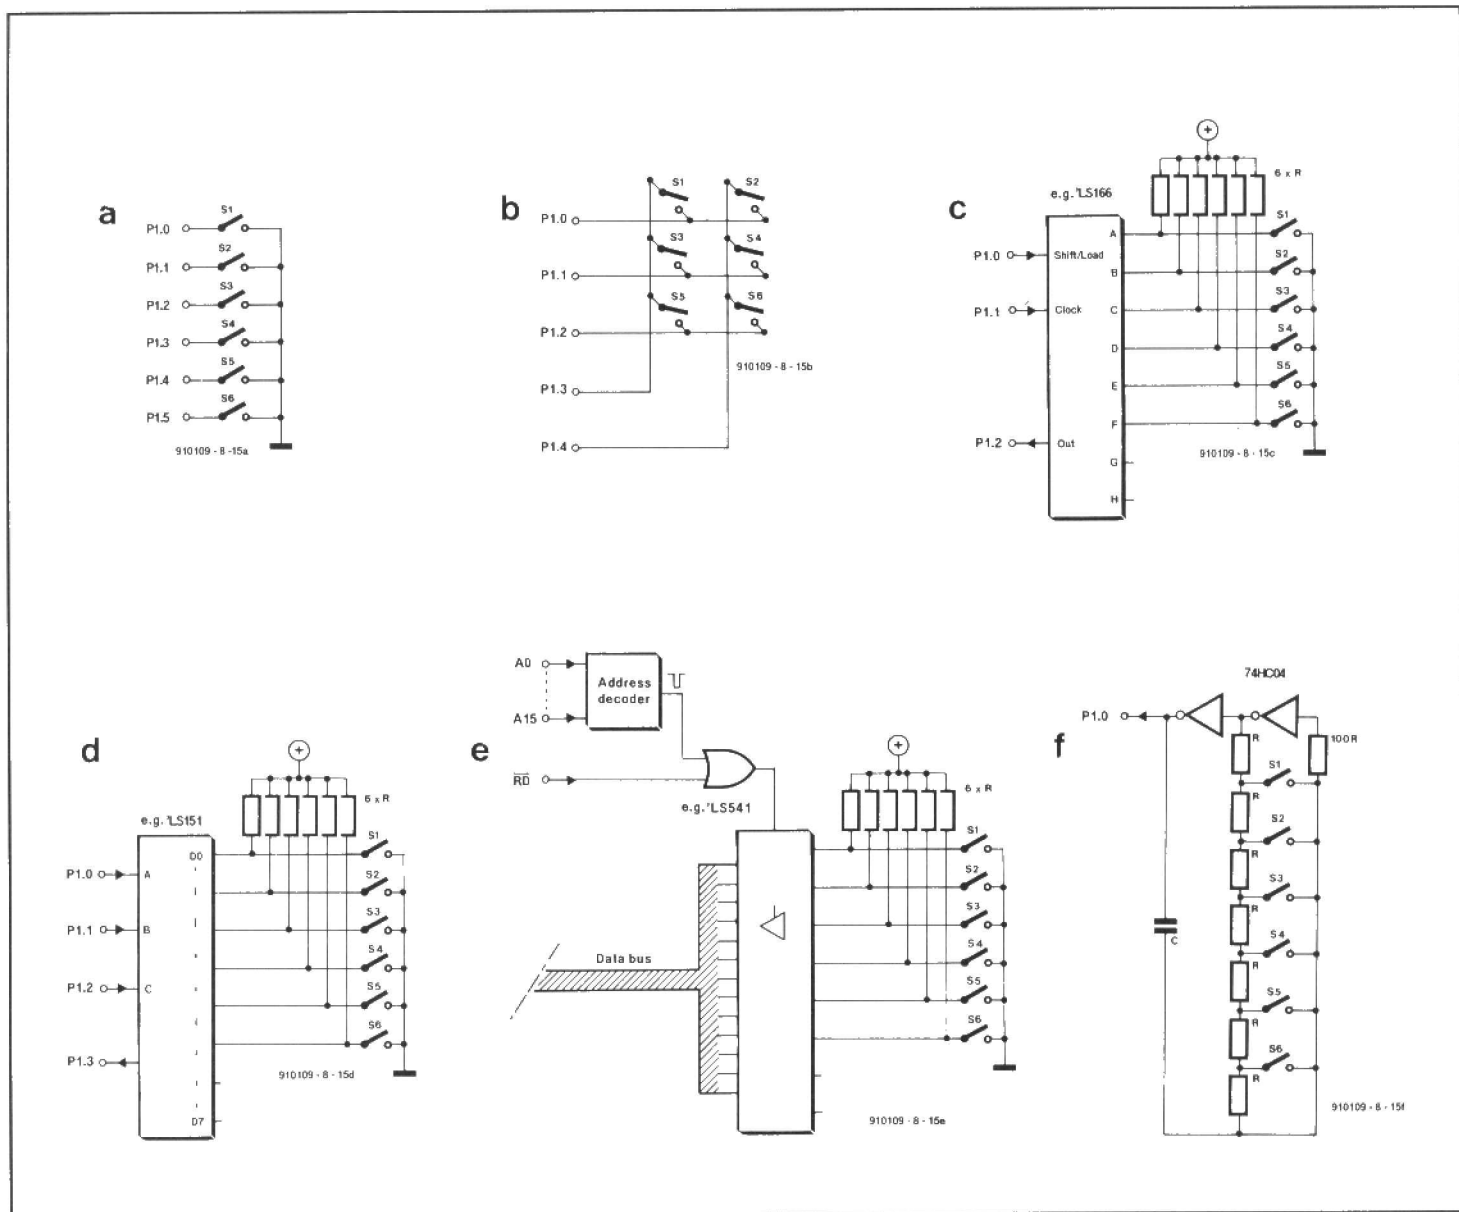 a
P1.0
S1
P1.1
S2
P1.2
S3
P1.3
S4
P1.4
S5
P1.5
S6
910109 - 8 -15a
b
S1
S2
P1.0
S3
S4
P1.1
S5
S6
P1.2
910109 - 8 - 15b
P1.3
P1.4
c
+
e.g.'LS166
6 x R
A
S1
P1.0
Shift/Load
B
S2
P1.1
Clock
C
S3
D
S4
E
S5
F
S6
P1.2
Out
910109 - 8 - 15c
G
H
d
+
e.g.'LS151
6 x R
D0
S1
P1.0
A
S2
P1.1
B
S3
S4
P1.2
C
S5
P1.3
S6
910109 - 8 - 15d
D7
e
A0
Address
decoder
A15
RD
+
e.g.'LS541
6 x R
S1
S2
S3
Data bus
S4
S5
S6
910109 - 8 - 15e
f
74HC04
P1.0
R
100R
S1
R
S2
R
S3
R
C
S4
R
S5
R
S6
R
910109 - 8 - 15f